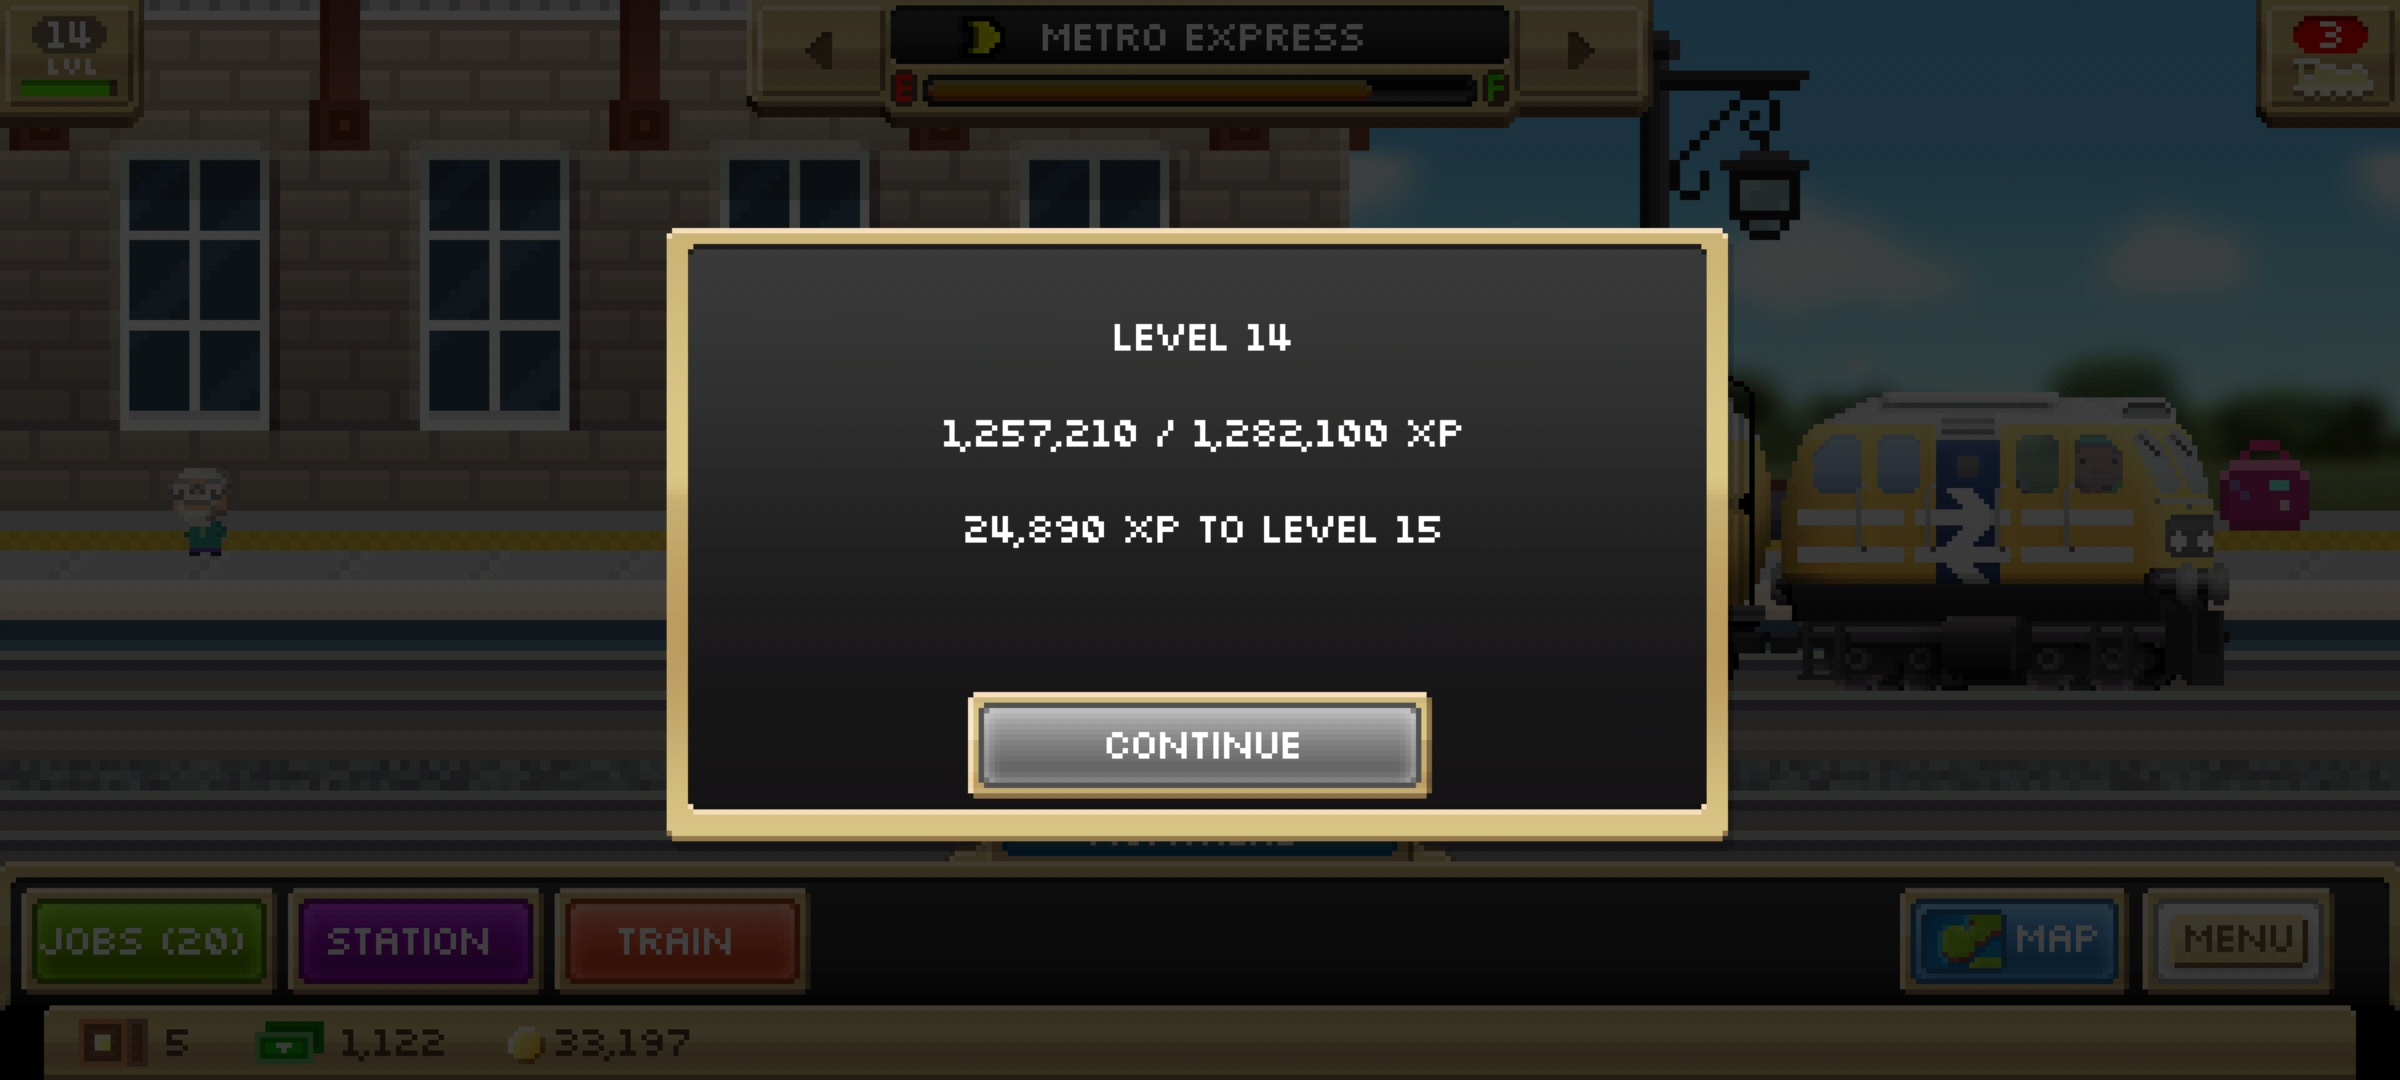 14
LVL
METRO EXPRESS
E
F
3
LEVEL 14
1,257,210 / 1,282,100 XP
24,890 XP TO LEVEL 15
CONTINUE
JOBS (20)
STATION
TRAIN
MAP
MENU
5
1,122
33,197